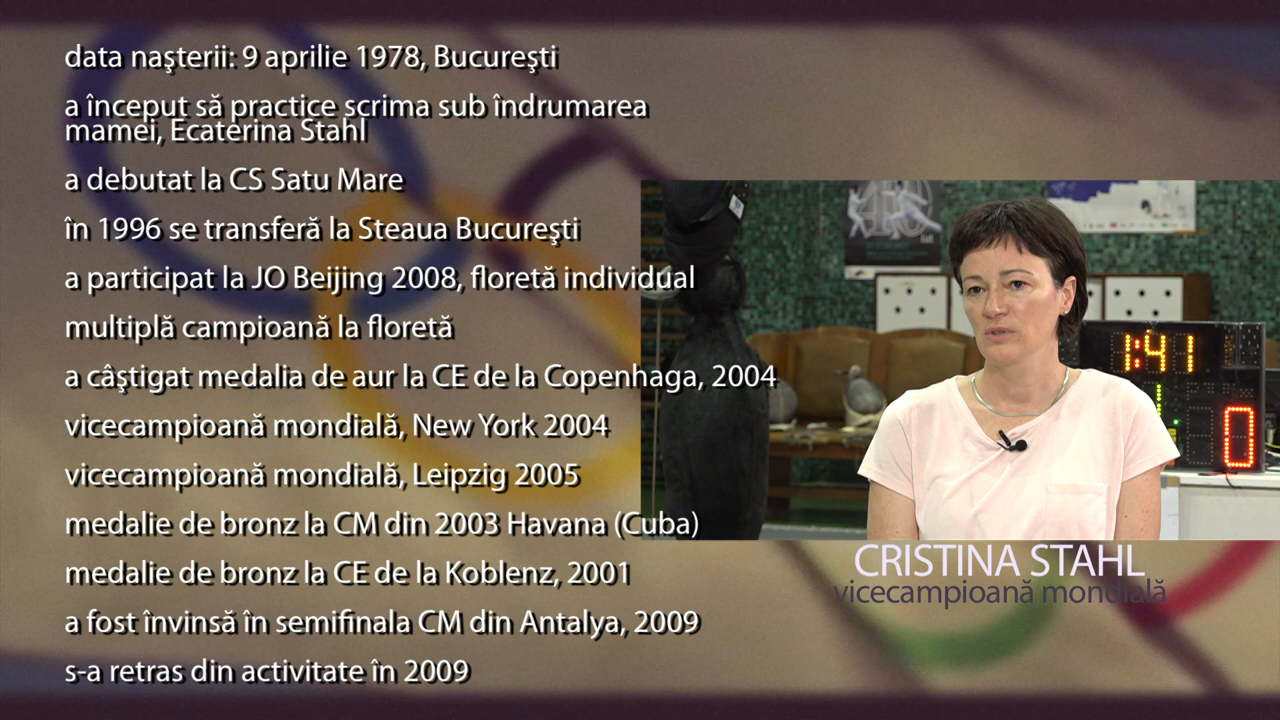 data naşterii: 9 aprilie 1978, Bucureşti
a început să practice scrima sub îndrumarea
mamei, Ecaterina Stahl
a debutat la CS Satu Mare
în 1996 se transferă la Steaua Bucureşti
a participat la JO Beijing 2008, floretă individual
multiplă campioană la floretă
a câştigat medalia de aur la CE de la Copenhaga, 2004
vicecampioană mondială, New York 2004
vicecampioană mondială, Leipzig 2005
medalie de bronz la CM din 2003 Havana (Cuba)
medalie de bronz la CE de la Koblenz, 2001
a fost învinsă în semifinala CM din Antalya, 2009
s-a retras din activitate în 2009
1:41
0
CRISTINA STAHL
vicecampioană mondială